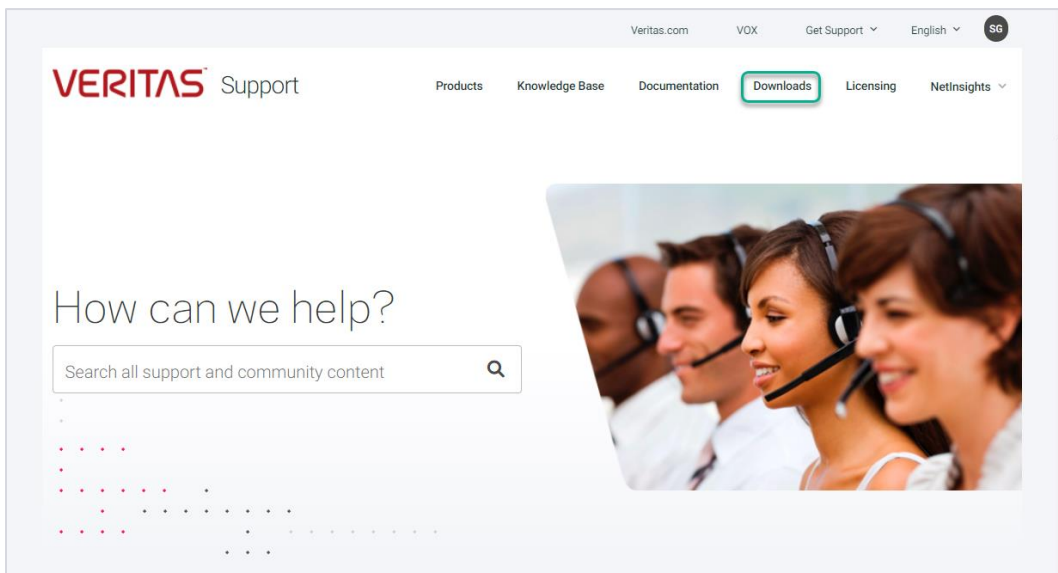 Veritas.com VOX Get Support English SG
VERITAS™ Support Products Knowledge Base Documentation Downloads Licensing NetInsights
How can we help?
Search all support and community content